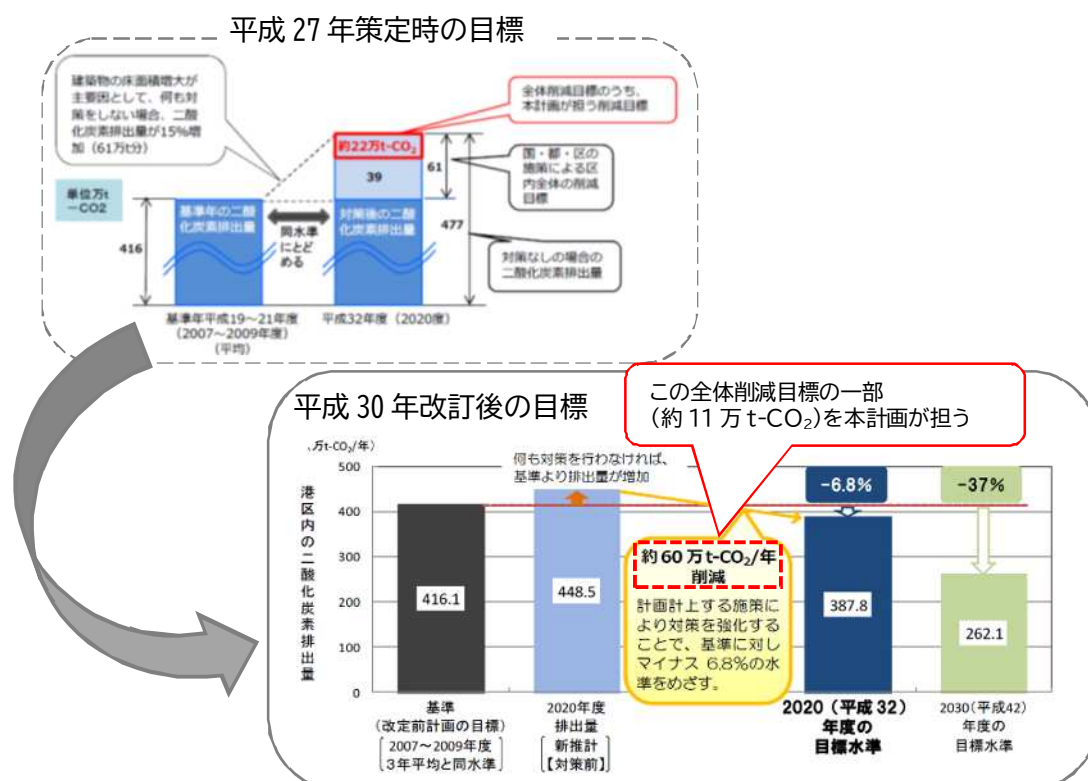 平成 27 年策定時の目標
建築物の床面積増大が
主要因として、何も対
策をしない場合、二酸
化炭素排出量が15%増
加（61万t分）
全体削減目標のうち、
本計画が担う削減目標
約22万t-CO₂
国・都・区の
施策による区
内全体の削減
目標
61
39
単位万t
－CO2
基準年の二酸
化炭素排出量
同水準
にとど
める
対策後の二酸
化炭素排出量
477
416
対策なしの場合の
二酸化炭素排出量
基準年平成19～21年度
（2007～2009年度）
（平均）
平成32年度（2020度）
この全体削減目標の一部
（約 11 万 t-CO₂）を本計画が担う
平成 30 年改訂後の目標
万t-CO₂/年）
何も対策を行わなければ、
基準より排出量が増加
港区内の二酸化炭素排出量
500
400
300
200
100
0
416.1
448.5
-6.8%
-37%
約 60 万 t-CO₂/年
削減
計画計上する施策に
より対策を強化する
ことで、基準に対し
マイナス 6.8%の水
準をめざす。
387.8
262.1
基準
（改定前計画の目標）
［2007～2009年度
３年平均と同水準］
2020年度
排出量
［新推計
【対策前】］
2020（平成 32）
年度の
目標水準
2030（平成42）
年度の
目標水準